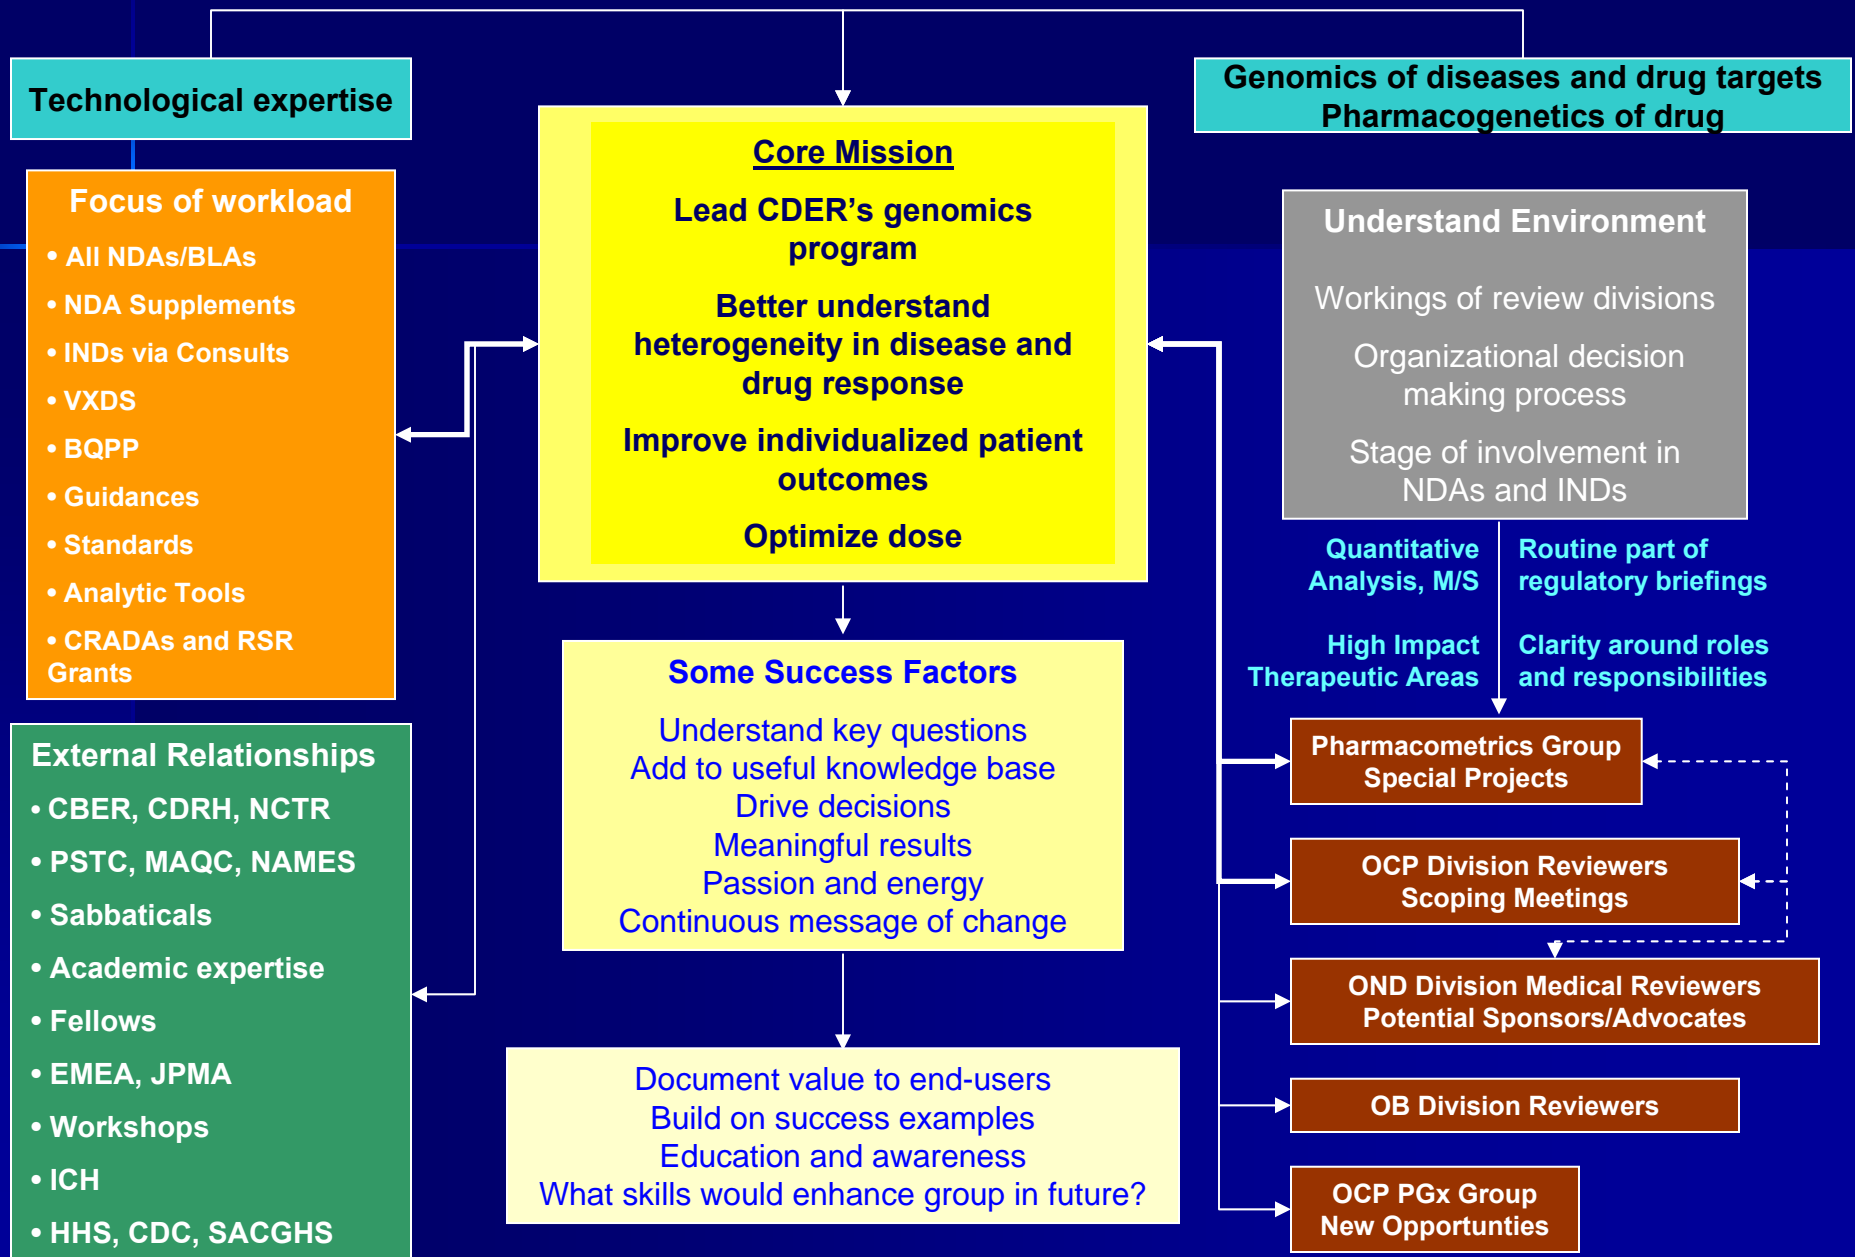 Technological expertise
Genomics of diseases and drug targets
Pharmacogenetics of drug
Focus of workload
• All NDAs/BLAs
• NDA Supplements
• INDs via Consults
• VXDS
• BQPP
• Guidances
• Standards
• Analytic Tools
• CRADAs and RSR
Grants
External Relationships
• CBER, CDRH, NCTR
• PSTC, MAQC, NAMES
• Sabbaticals
• Academic expertise
• Fellows
• EMEA, JPMA
• Workshops
• ICH
• HHS, CDC, SACGHS
Core Mission
Lead CDER's genomics
program
Better understand
heterogeneity in disease and
drug response
Improve individualized patient
outcomes
Optimize dose
Some Success Factors
Understand key questions
Add to useful knowledge base
Drive decisions
Meaningful results
Passion and energy
Continuous message of change
Document value to end-users
Build on success examples
Education and awareness
What skills would enhance group in future?
Understand Environment
Workings of review divisions
Organizational decision
making process
Stage of involvement in
NDAs and INDs
Quantitative
Analysis, M/S
High Impact
Therapeutic Areas
Routine part of
regulatory briefings
Clarity around roles
and responsibilities
Pharmacometrics Group
Special Projects
OCP Division Reviewers
Scoping Meetings
OND Division Medical Reviewers
Potential Sponsors/Advocates
OB Division Reviewers
OCP PGx Group
New Opportunties